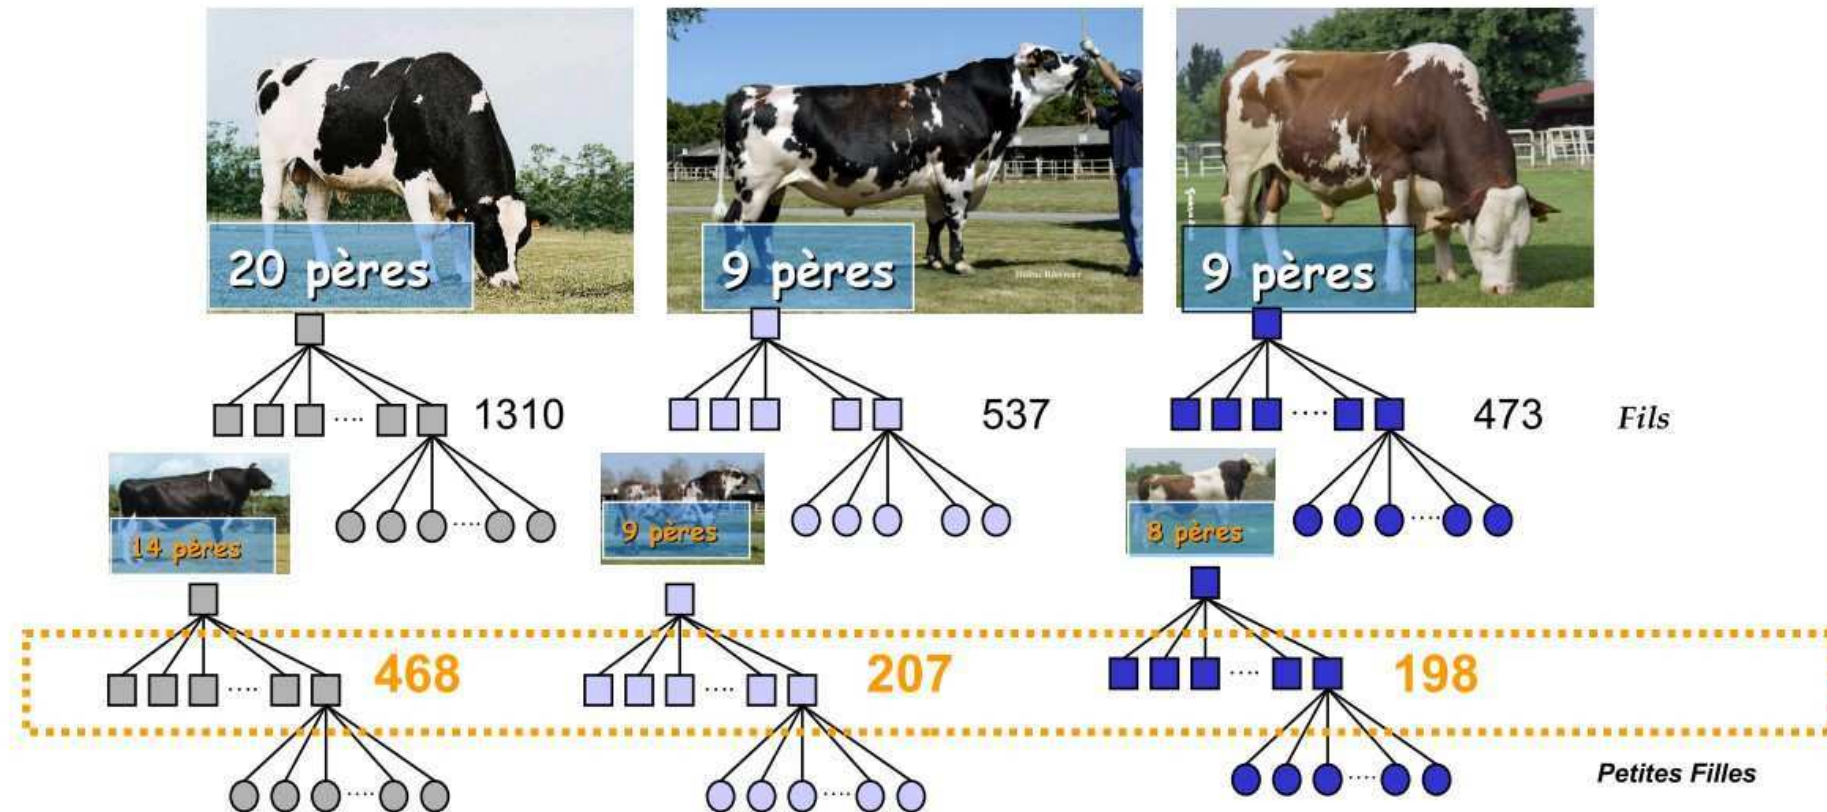 20 pères
9 pères
9 pères
1310
537
473
Fils
14 pères
9 pères
8 pères
468
207
198
Petites Filles